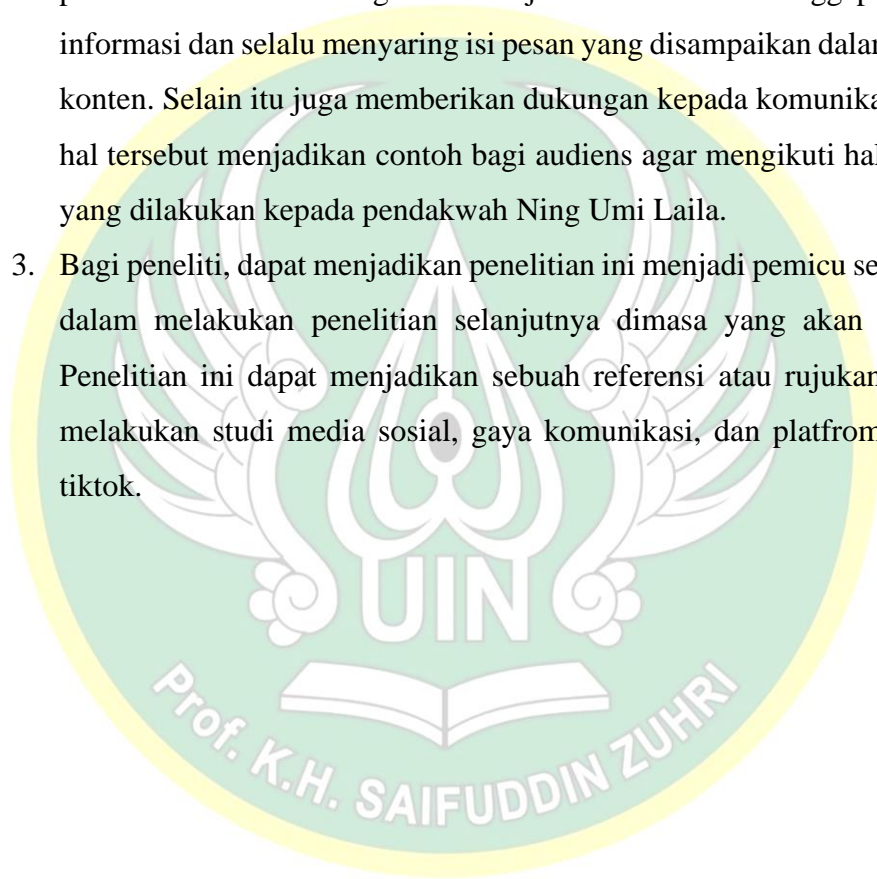 informasi dan selalu menyaring isi pesan yang disampaikan
konten. Selain itu juga memberikan dukungan kepada
hal tersebut menjadikan contoh bagi audiens agar mengikuti hal
yang dilakukan kepada pendakwah Ning Umi Laila.
3. Bagi peneliti, dapat menjadikan penelitian ini menjadi pemicu
dalam melakukan penelitian selanjutnya dimasa yang akan
Penelitian ini dapat menjadikan sebuah referensi atau rujukan
melakukan studi media sosial, gaya komunikasi, dan platfrom
tiktok.
UIN
Prof. K.H. SAIFUDDIN ZUHRI